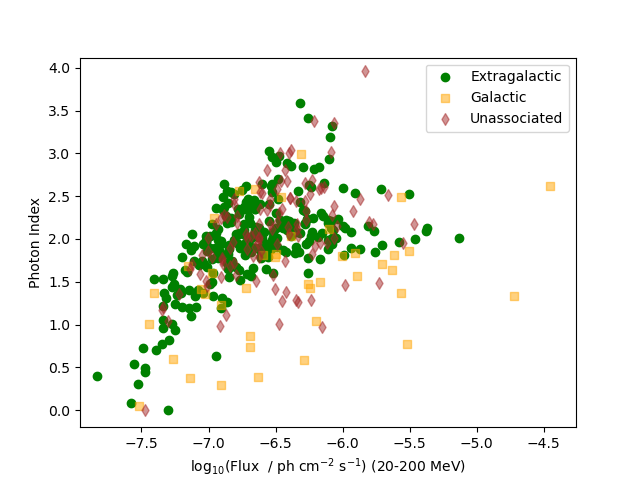 Extragalactic
Galactic
Unassociated
4.0
3.5
3.0
2.5
2.0
1.5
1.0
0.5
0.0
Photon Index
−7.5 −7.0 −6.5 −6.0 −5.5 −5.0 −4.5
log₁₀(Flux / ph cm⁻² s⁻¹) (20-200 MeV)